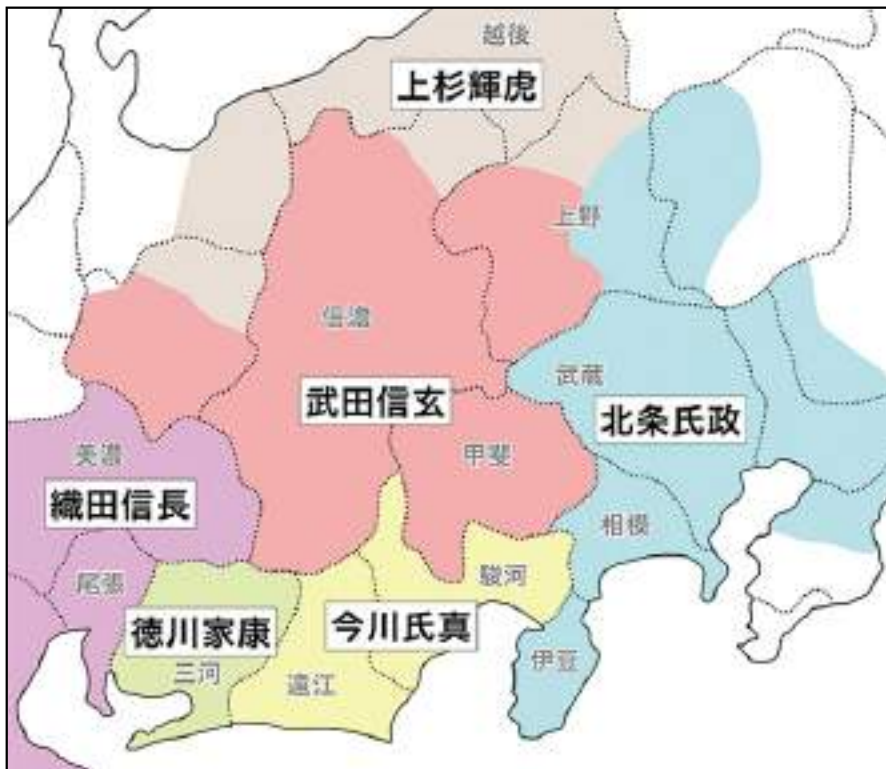 越後
上杉輝虎
上野
信濃
武蔵
武田信玄
北条氏政
甲斐
美濃
織田信長
相模
駿河
尾張
徳川家康
今川氏真
三河
遠江
伊豆